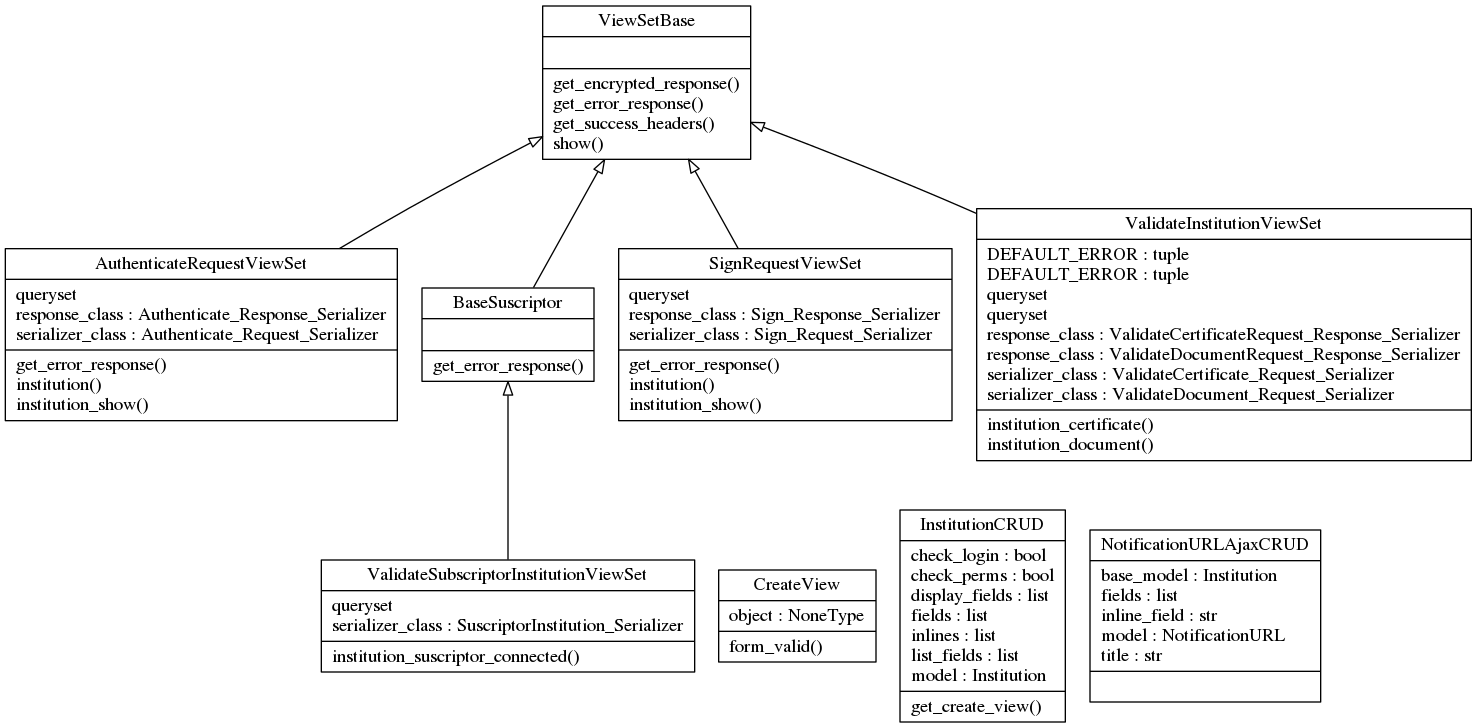 ViewSetBase
get_encrypted_response()
get_error_response()
get_success_headers()
show()
AuthenticateRequestViewSet
queryset
response_class : Authenticate_Response_Serializer
serializer_class : Authenticate_Request_Serializer
get_error_response()
institution()
institution_show()
BaseSuscriptor
get_error_response()
SignRequestViewSet
queryset
response_class : Sign_Response_Serializer
serializer_class : Sign_Request_Serializer
get_error_response()
institution()
institution_show()
ValidateInstitutionViewSet
DEFAULT_ERROR : tuple
DEFAULT_ERROR : tuple
queryset
queryset
response_class : ValidateCertificateRequest_Response_Serializer
response_class : ValidateDocumentRequest_Response_Serializer
serializer_class : ValidateCertificate_Request_Serializer
serializer_class : ValidateDocument_Request_Serializer
institution_certificate()
institution_document()
ValidateSubscriptorInstitutionViewSet
queryset
serializer_class : SuscriptorInstitution_Serializer
institution_suscriptor_connected()
CreateView
object : NoneType
form_valid()
InstitutionCRUD
check_login : bool
check_perms : bool
display_fields : list
fields : list
inlines : list
list_fields : list
model : Institution
get_create_view()
NotificationURLAjaxCRUD
base_model : Institution
fields : list
inline_field : str
model : NotificationURL
title : str